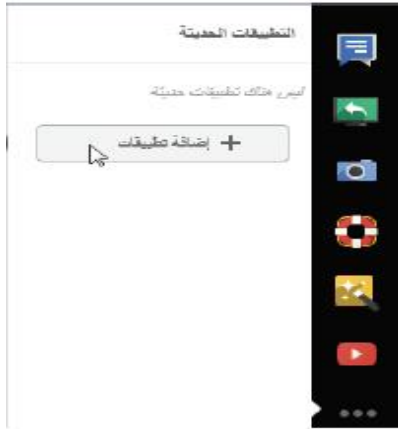 التطبيقات الحديثة
ليس هناك تطبيقات حديثة
إضافة تطبيقات